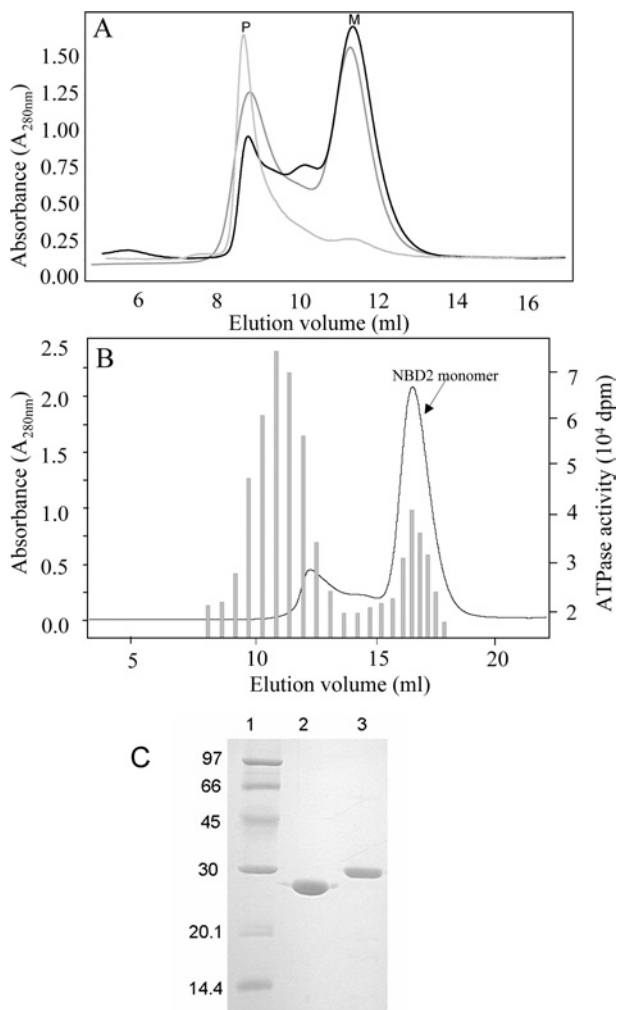 A
P
M
Absorbance (A280nm)
1.50
1.25
1.00
0.75
0.50
0.25
0.00
6 8 10 12 14 16
Elution volume (ml)
B
NBD2 monomer
Absorbance (A280nm)
2.5
2.0
1.5
1.0
0.5
0.0
ATPase activity (10⁴ dpm)
7
6
5
4
3
2
5 10 15 20
Elution volume (ml)
C
1 2 3
97
66
45
30
20.1
14.4